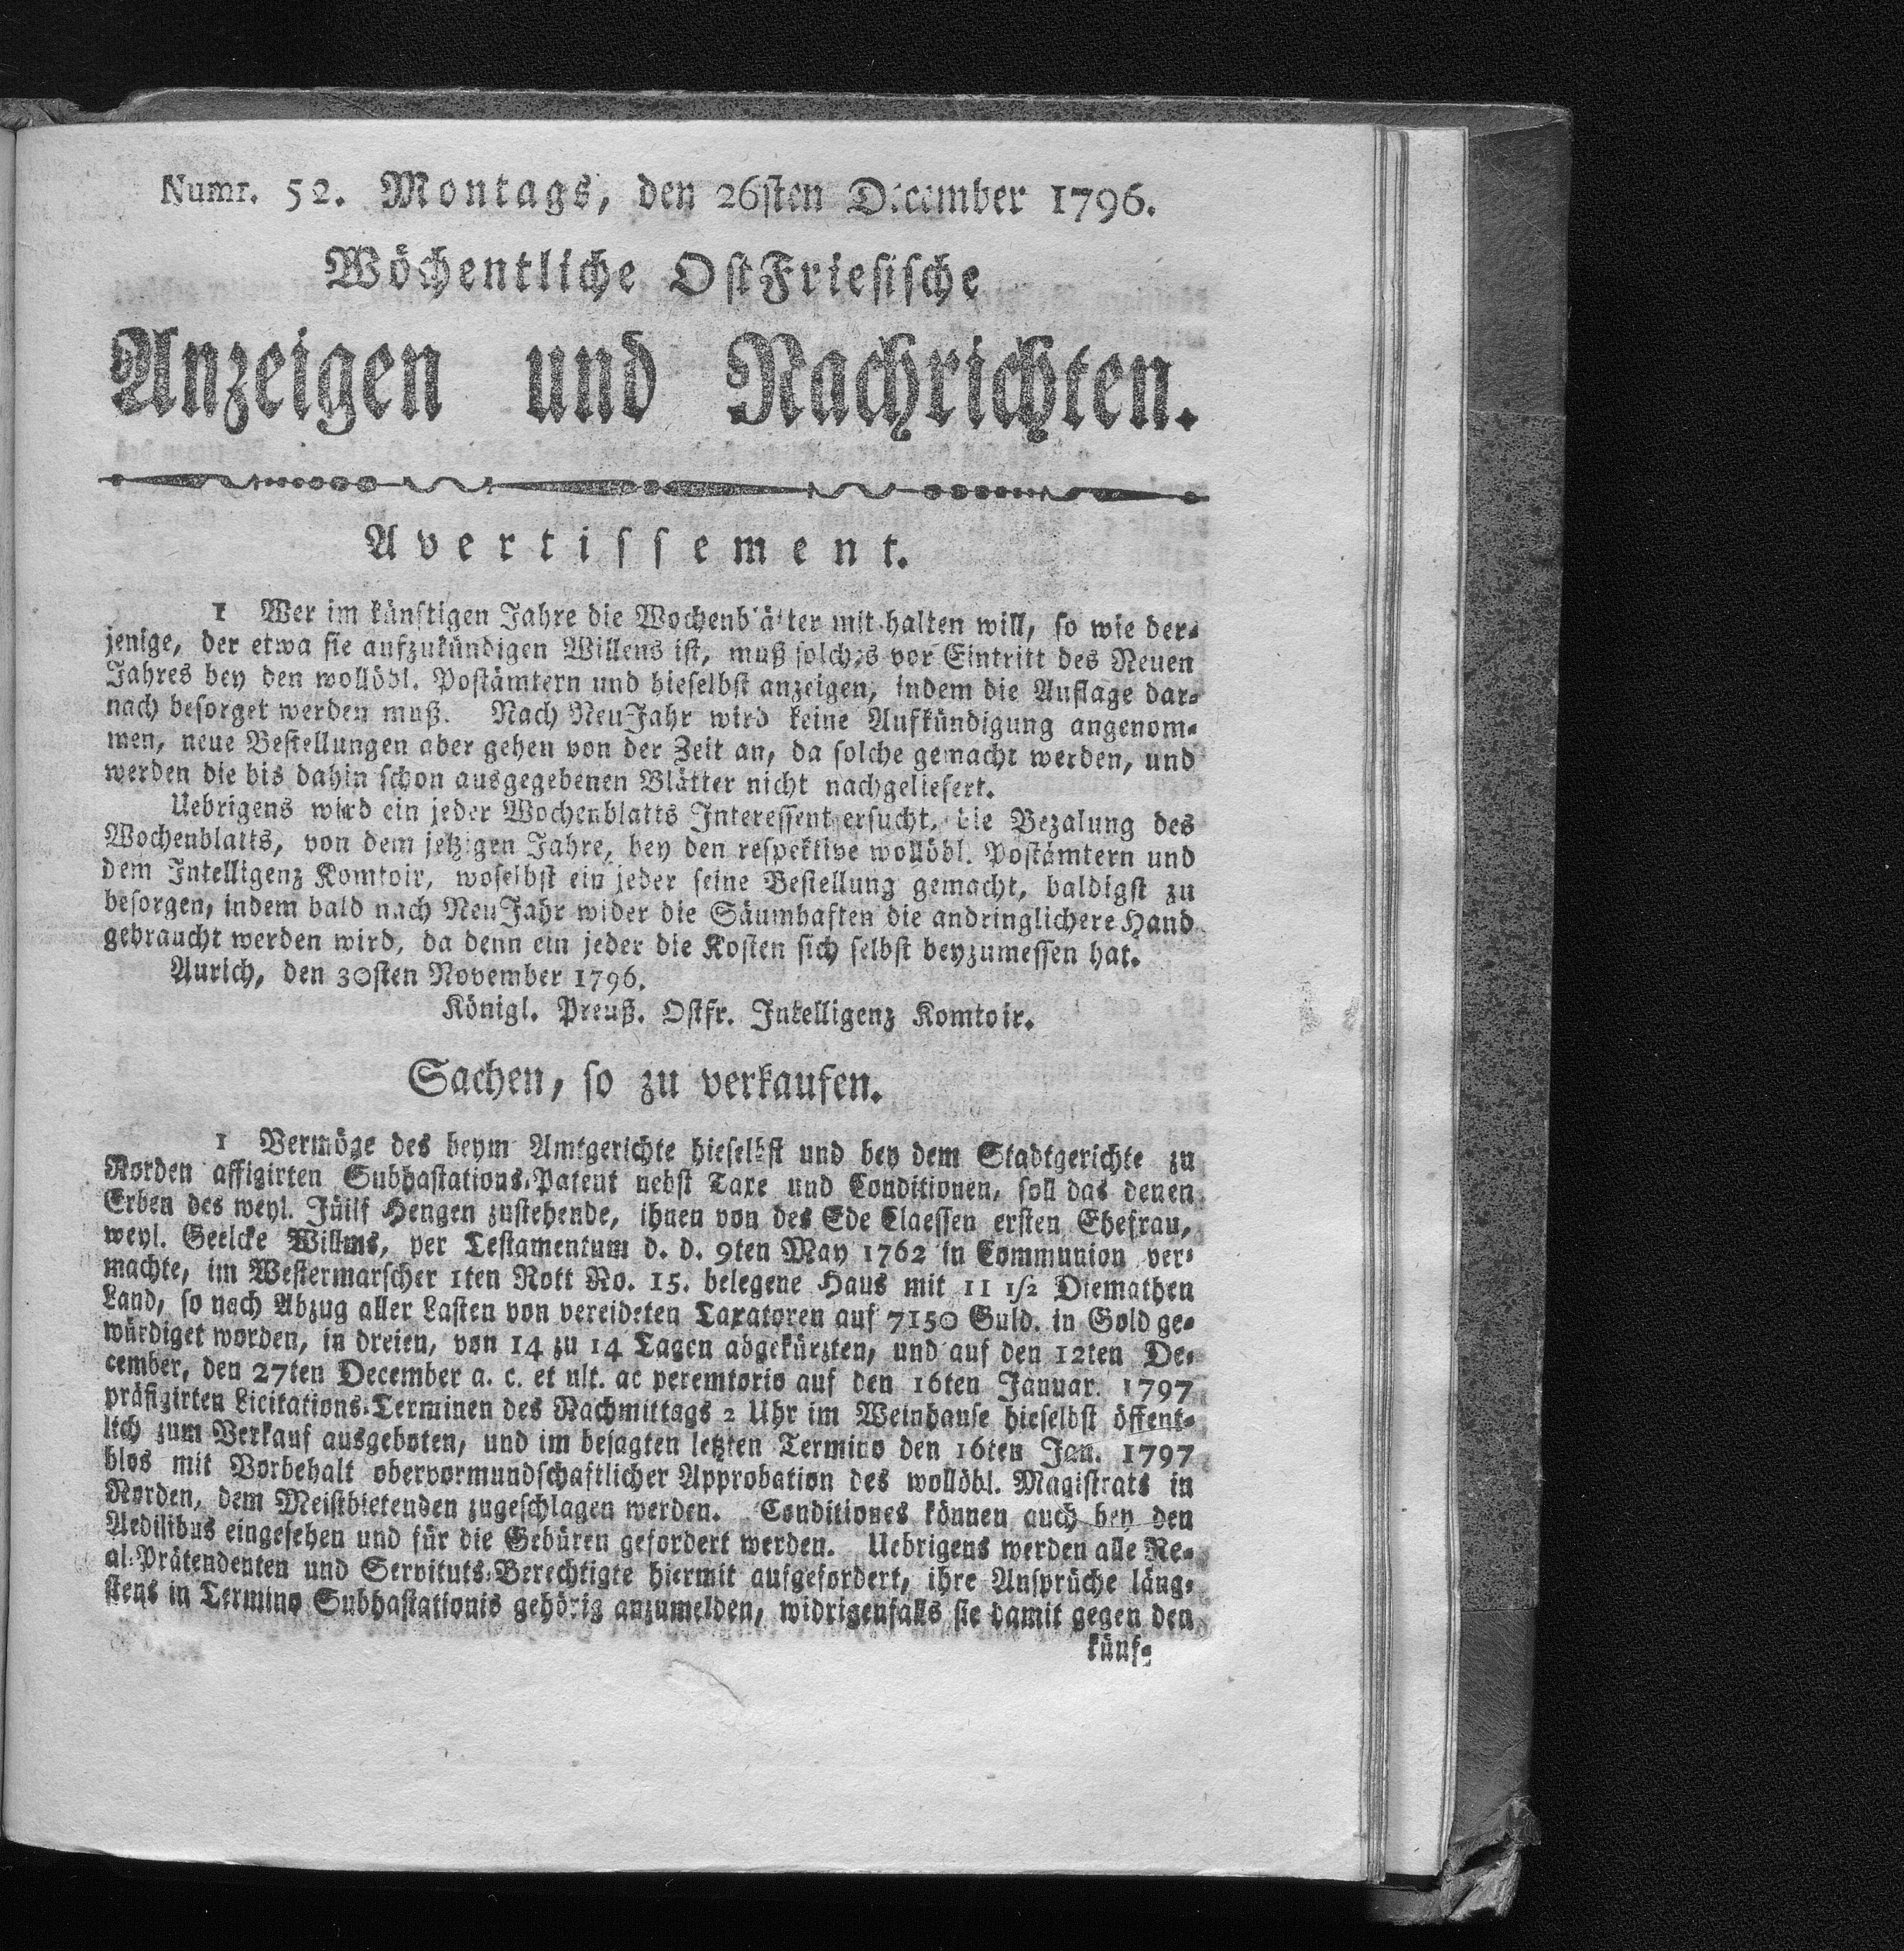 Numr. 52. Montags, den 26sten December 1796.
Wöchentliche OstFriesische
Anzeigen und Nachrichten.
Avertissement.
1 Wer im künftigen Jahre die Wochenblätter mit halten will, so wie der-
jenige, der etwa sie aufzukündigen Willens ist, muß solches vor Eintritt des Neuen
Jahres bey den wollöbl. Postämtern und hieselbst anzeigen, indem die Auflage dar-
nach besorget werden muß. Nach NeuJahr wird keine Aufkündigung angenom-
men, neue Bestellungen aber gehen von der Zeit an, da solche gemacht werden, und
werden die bis dahin schon ausgegebenen Blätter nicht nachgeliefert.
Uebrigens wird ein jeder Wochenblatts Interessent ersucht, die Bezalung des
Wochenblatts, von dem jetzigen Jahre, bey den respektive wollöbl. Postämtern und
dem Intelligenz Komtoir, woselbst ein jeder seine Bestellung gemacht, baldigst zu
besorgen, indem bald nach NeuJahr wider die Säumhaften die andringlichere Hand
gebraucht werden wird, da denn ein jeder die Kosten sich selbst beyzumessen hat.
Aurich, den 30sten November 1796.
Königl. Preuß. Ostfr. Intelligenz Komtoir.
Sachen, so zu verkaufen.
1 Vermöge des beym Amtgerichte hieselbst und bey dem Stadtgerichte zu
Norden affigirten Subhastations-Patent nebst Taxe und Conditionen, soll das denen
Erben des weyl. Jüilf Hengen zustehende, ihnen von des Ede Claessen ersten Ehefrau,
weyl. Geelcke Willms, per Testamentum d. d. 9ten May 1762 in Communion ver-
machte, im Westermarscher 1ten Rott No. 15. belegene Haus mit 11 1/2 Diemathen
Land, so nach Abzug aller Lasten von vereideten Taxatoren auf 7150 Guld. in Gold ge-
würdiget worden, in dreien, von 14 zu 14 Tagen abgekürzten, und auf den 12ten De-
cember, den 27ten December a. c. et ult. ac peremtorio auf den 16ten Januar. 1797
präfigirten Licitations-Terminen des Nachmittags 2 Uhr im Weinhause hieselbst öffent-
lich zum Verkauf ausgeboten, und im besagten letzten Termino den 16ten Jan. 1797
blos mit Vorbehalt obervormundschaftlicher Approbation des wollöbl. Magistrats in
Norden, dem Meistbietenden zugeschlagen werden. Conditiones können auch bey den
Aedilibus eingesehen und für die Gebüren gefordert werden. Uebrigens werden alle Re-
al-Prätendenten und Servituts-Berechtigte hiermit aufgefordert, ihre Ansprüche läng-
stens in Termino Subhastationis gehörig anzumelden, widrigenfalls sie damit gegen den
künf-